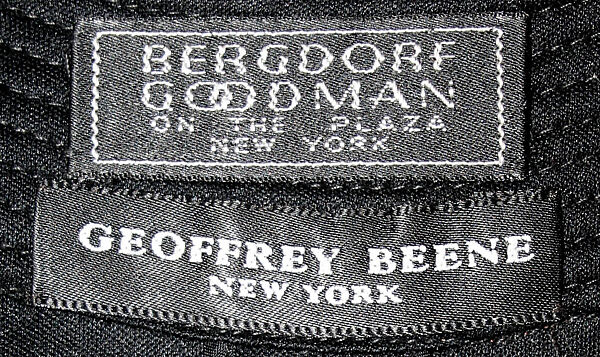 BERGDORF
GOODMAN
ON THE PLAZA
NEW YORK
GEOFFREY BEENE
NEW YORK